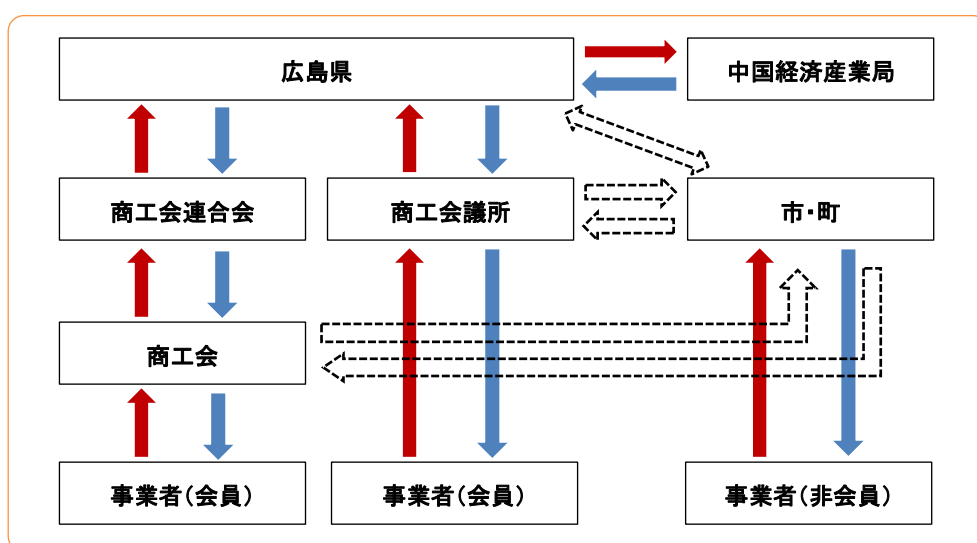 広島県
中国経済産業局
商工会連合会
商工会議所
市・町
商工会
事業者(会員)
事業者(会員)
事業者(非会員)